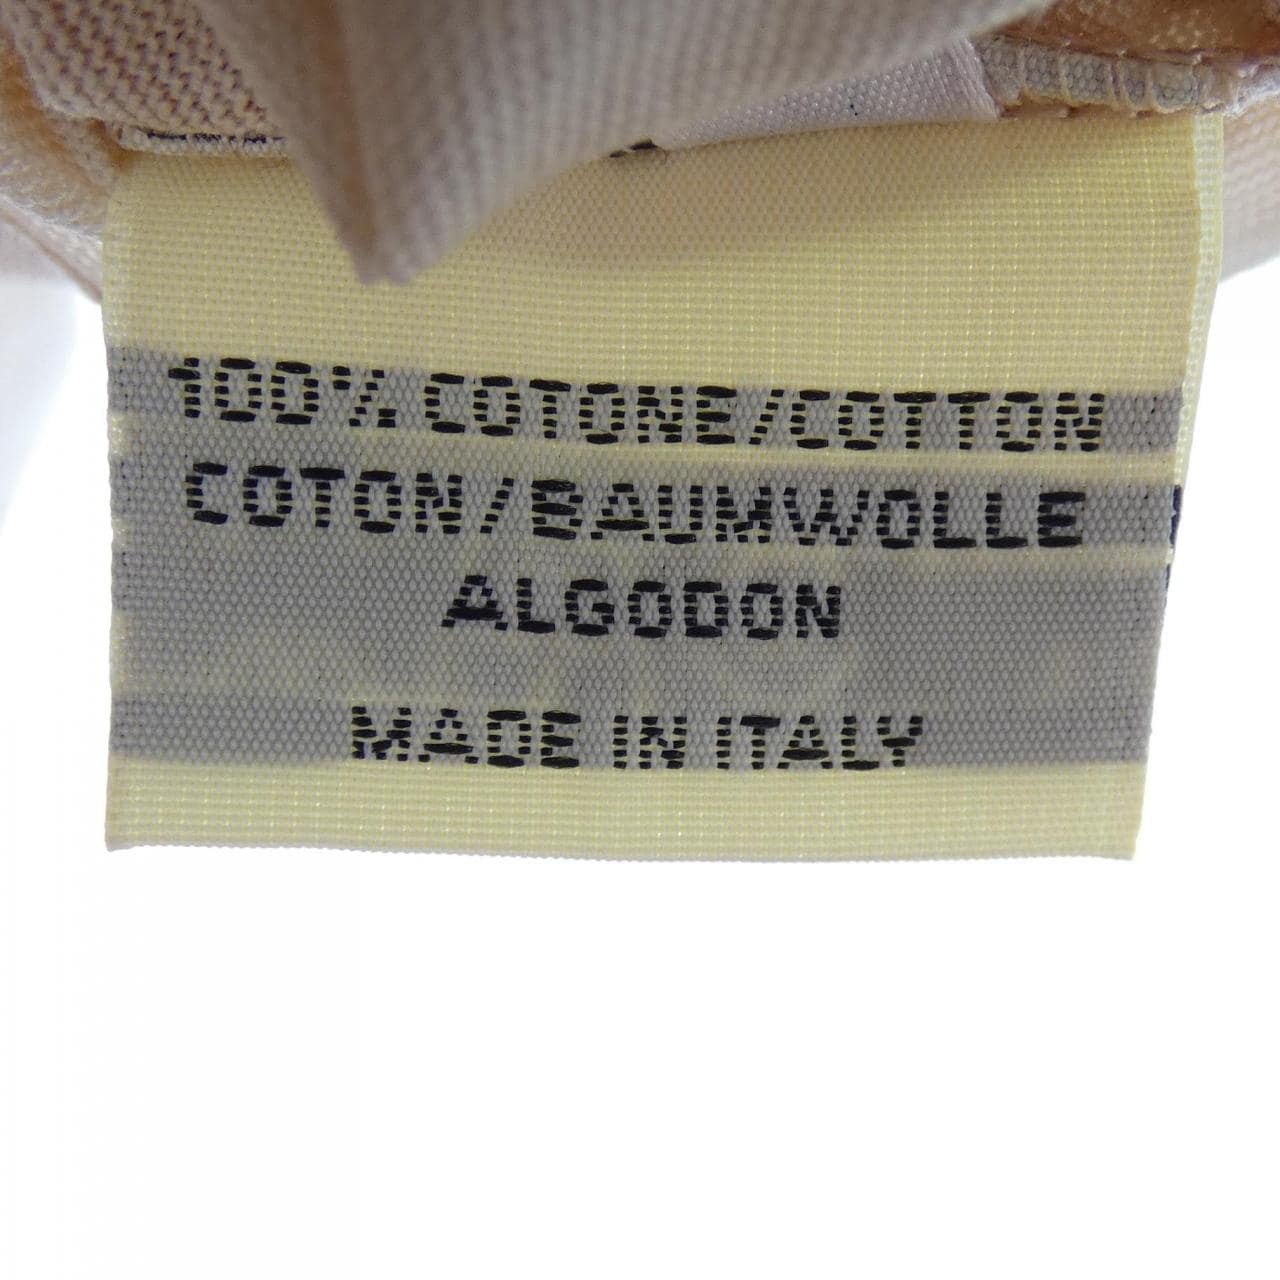 100% COTONE/COTTON
COTON/BAUMWOLLE
ALGODON
MADE IN ITALY